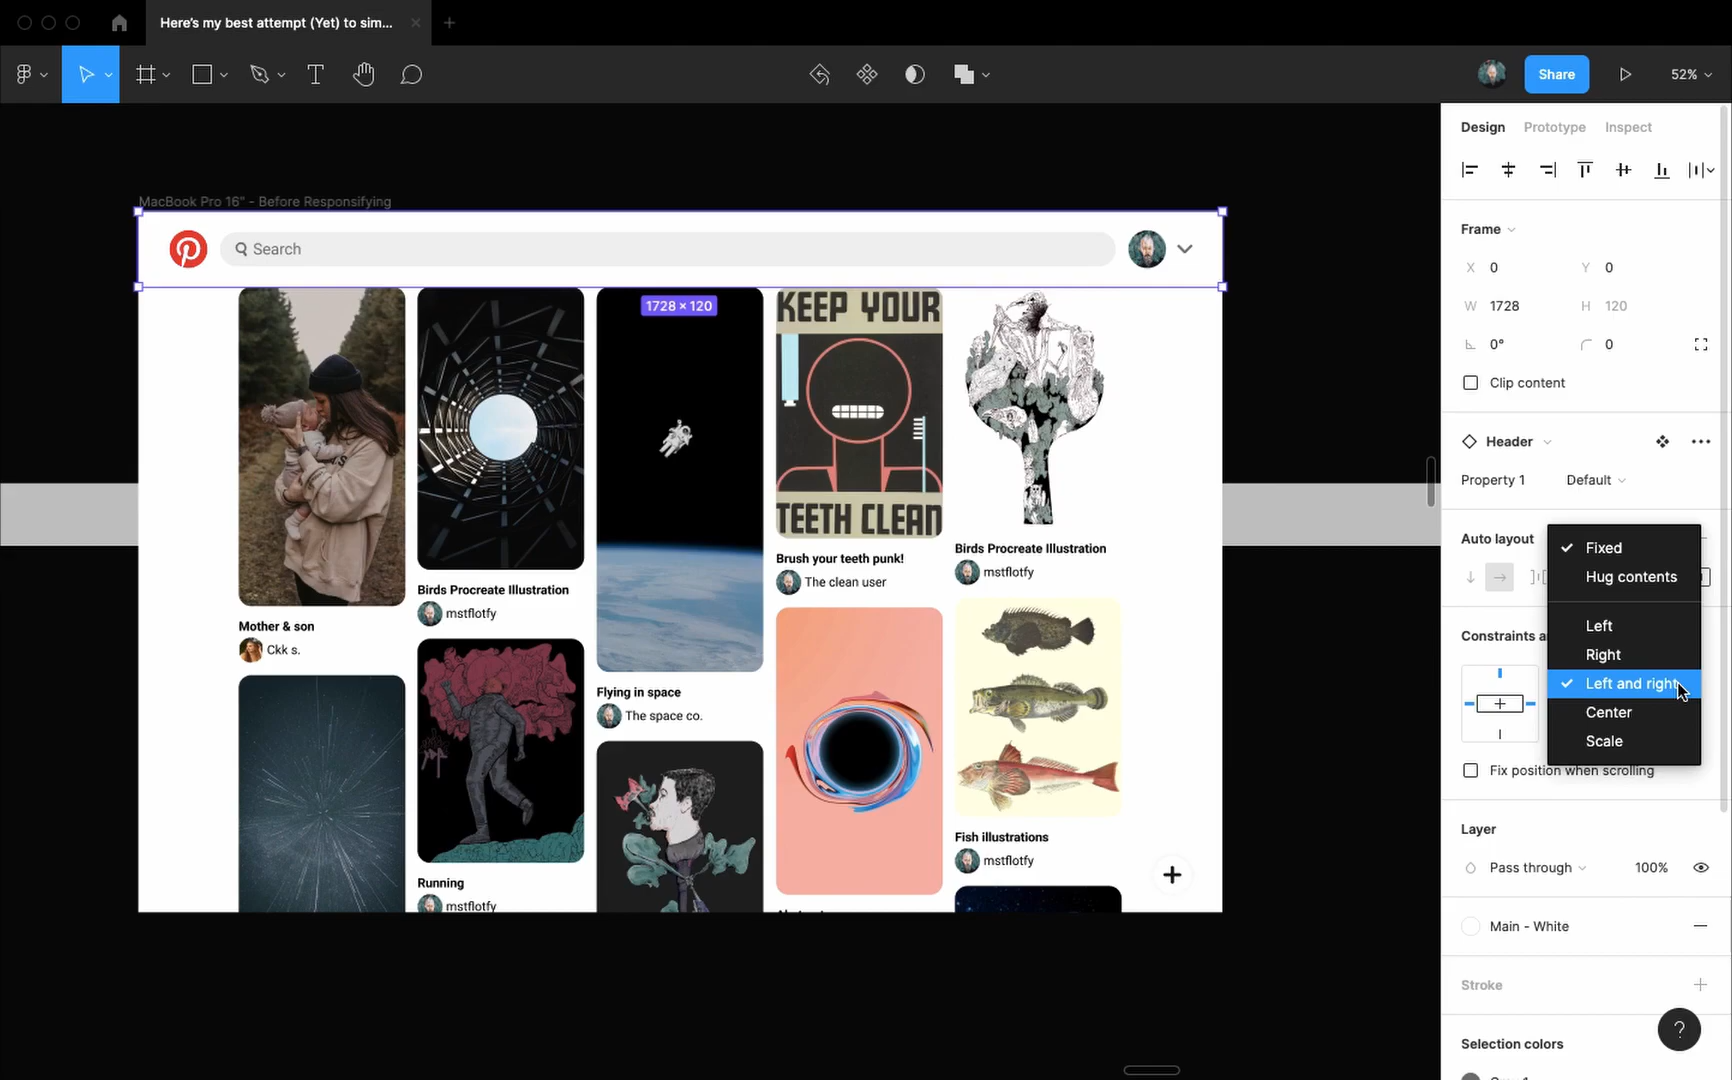 Here's my best attempt (Yet) to sim...
Share
52%
Design Prototype Inspect
MacBook Pro 16" - Before Responsifying
Search
1728 × 120
KEEP YOUR
TEETH CLEAN
Mother & son
Ckk s.
Birds Procreate Illustration
mstflotfy
Running
mstflotfy
Flying in space
The space co.
Brush your teeth punk!
The clean user
Birds Procreate Illustration
mstflotfy
Fish illustrations
mstflotfy
Frame
X 0 Y 0
W 1728 H 120
0° 0
Clip content
Header
Property 1 Default
Auto layout
Constraints a
Fixed
Hug contents
Left
Right
Left and right
Center
Scale
Fix position when scrolling
Layer
Pass through 100%
Main - White
Stroke
?
Selection colors